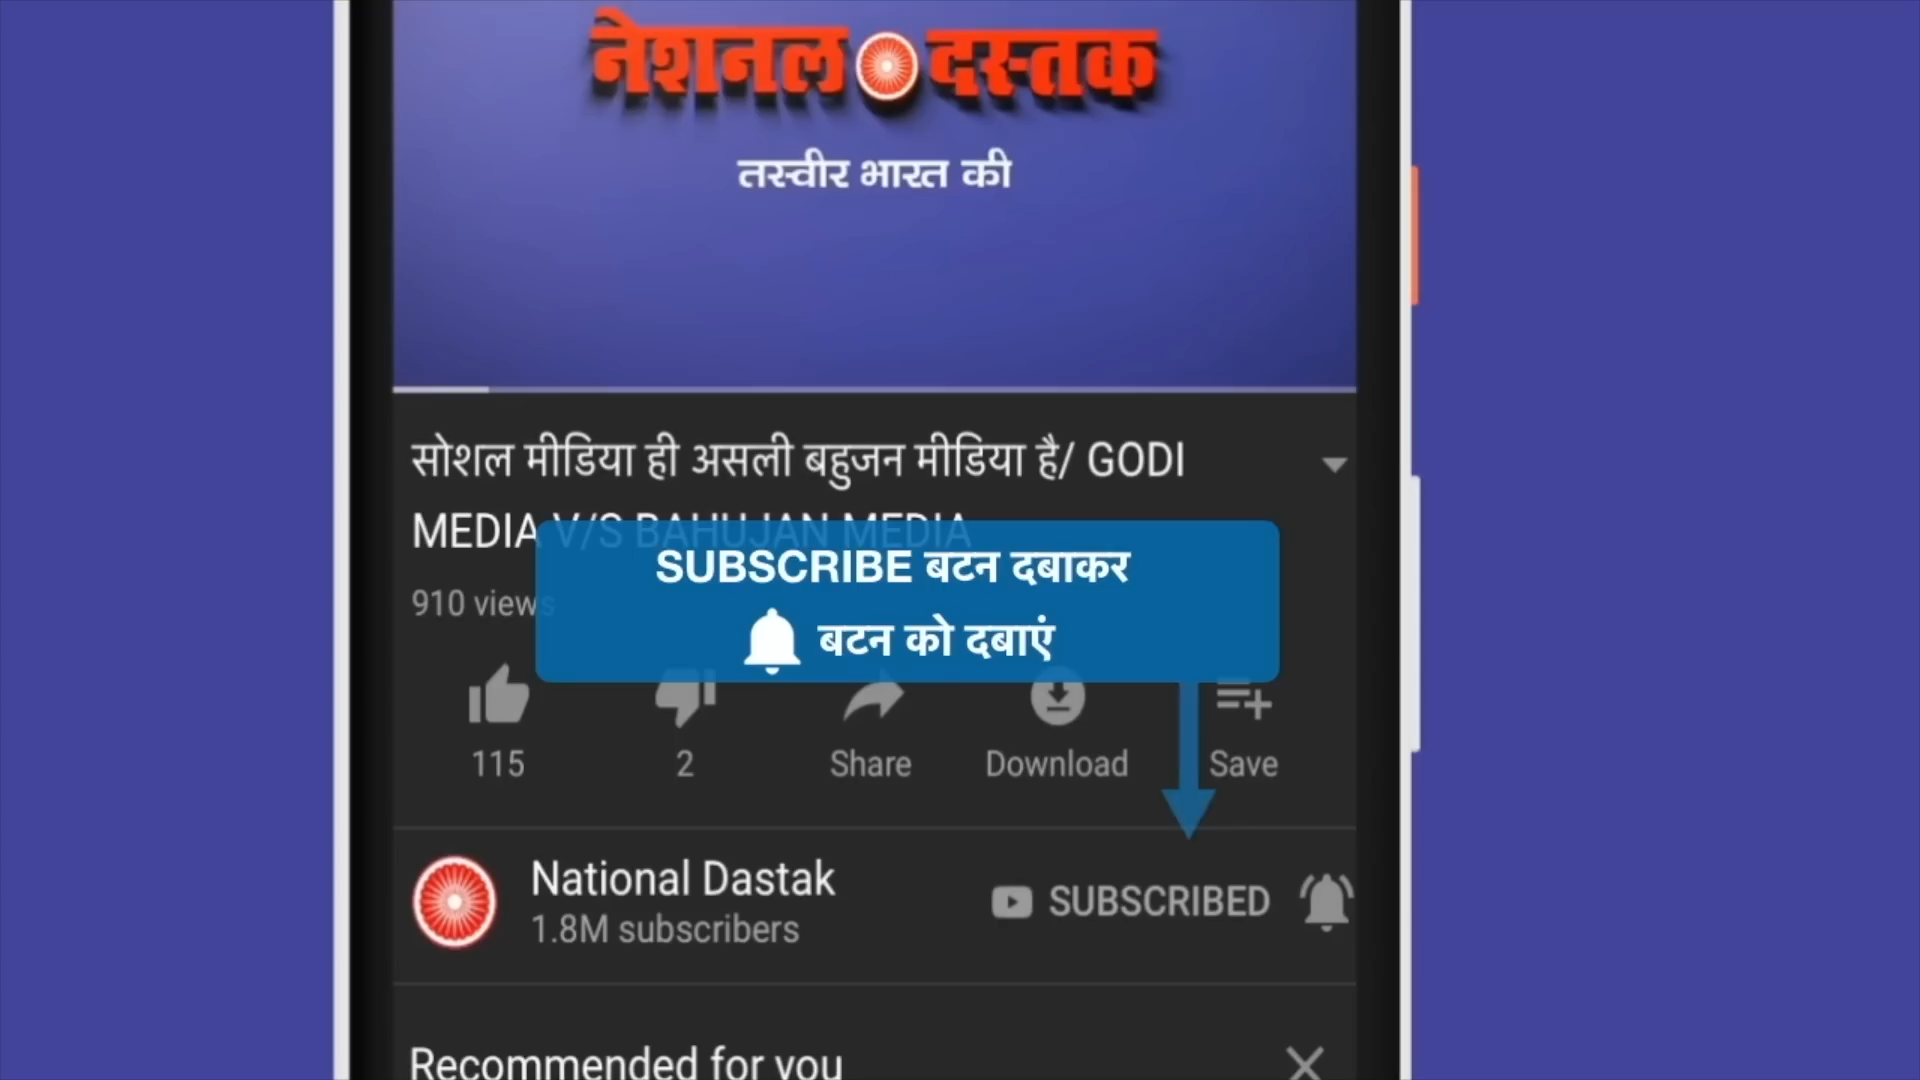 नेशनल दस्तक
तस्वीर भारत की
सोशल मीडिया ही असली बहुजन मीडिया है/ GODI
MEDIA V/S BAHUJAN MEDIA
910 views
SUBSCRIBE बटन दबाकर
बटन को दबाएं
115
2
Share
Download
Save
National Dastak
1.8M subscribers
SUBSCRIBED
Recommended for you